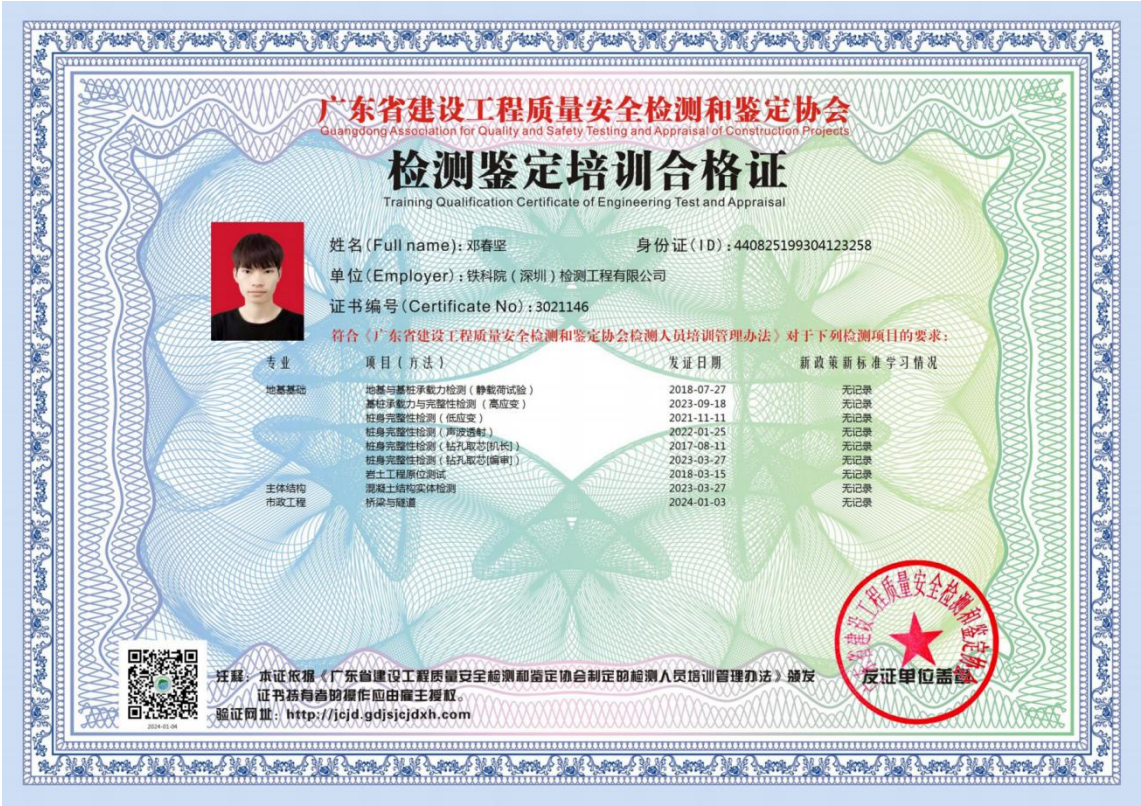 广东省建设工程质量安全检测和鉴定协会
Guangdong Association for Quality and Safety Testing and Appraisal of Construction Projects
检测鉴定培训合格证
Training Qualification Certificate of Engineering Test and Appraisal
姓名(Full name): 邓春坚 身份证(ID): 440825199304123258
单位(Employer): 铁科院（深圳）检测工程有限公司
证书编号(Certificate No): 3021146
符合《广东省建设工程质量安全检测和鉴定协会检测人员培训管理办法》对于下列检测项目的要求:
专业 项目(方法) 发证日期 新政策新标准学习情况
地基基础 地基与基桩承载力检测（静载荷试验） 2018-07-27 无记录
基桩承载力与完整性检测（高应变） 2023-09-18 无记录
桩身完整性检测（低应变） 2021-11-11 无记录
桩身完整性检测（声波透射） 2022-01-25 无记录
桩身完整性检测（钻孔取芯[机长]） 2017-08-11 无记录
桩身完整性检测（钻孔取芯[编审]） 2023-03-27 无记录
岩土工程原位测试 2018-03-15 无记录
主体结构 混凝土结构实体检测 2023-03-27 无记录
市政工程 桥梁与隧道 2024-01-03 无记录
广东省建设工程质量安全检测和鉴定协会
发证单位盖章
注释: 本证依据《广东省建设工程质量安全检测和鉴定协会制定的检测人员培训管理办法》颁发
证书持有者的操作应由雇主授权。
验证网址: http://jcjd.gdjsjcjdxh.com
2024-01-04